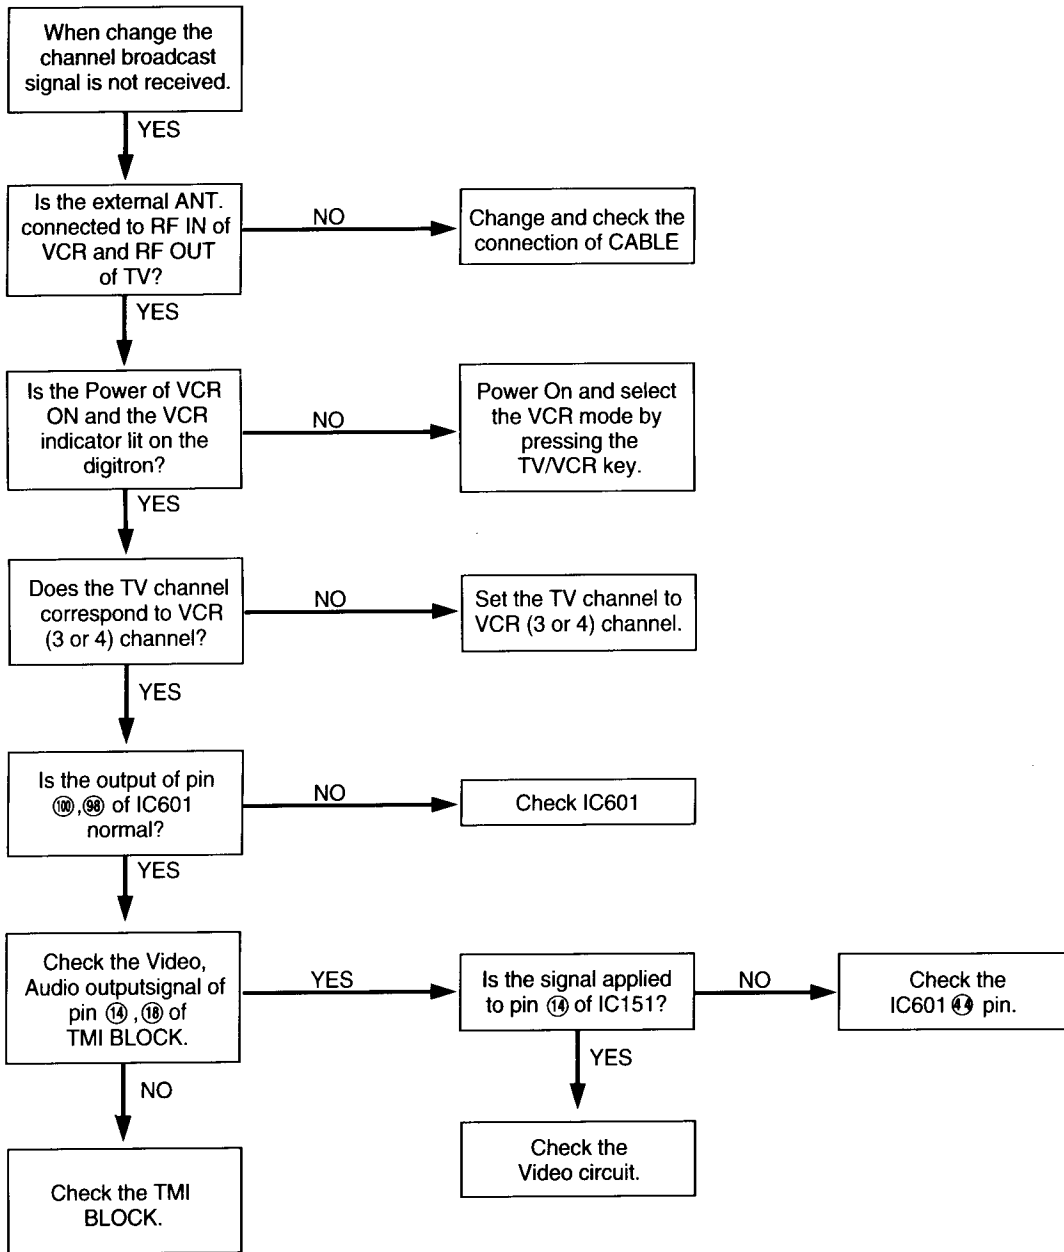 When change the
channel broadcast
signal is not received.
YES
Is the external ANT.
connected to RF IN of
VCR and RF OUT
of TV?
NO
Change and check the
connection of CABLE
YES
Is the Power of VCR
ON and the VCR
indicator lit on the
digitron?
NO
Power On and select
the VCR mode by
pressing the
TV/VCR key.
YES
Does the TV channel
correspond to VCR
(3 or 4) channel?
NO
Set the TV channel to
VCR (3 or 4) channel.
YES
Is the output of pin
100, 98 of IC601
normal?
NO
Check IC601
YES
Check the Video,
Audio outputsignal of
pin 14, 18 of
TMI BLOCK.
YES
Is the signal applied
to pin 14 of IC151?
NO
Check the
IC601 44 pin.
YES
Check the
Video circuit.
NO
Check the TMI
BLOCK.